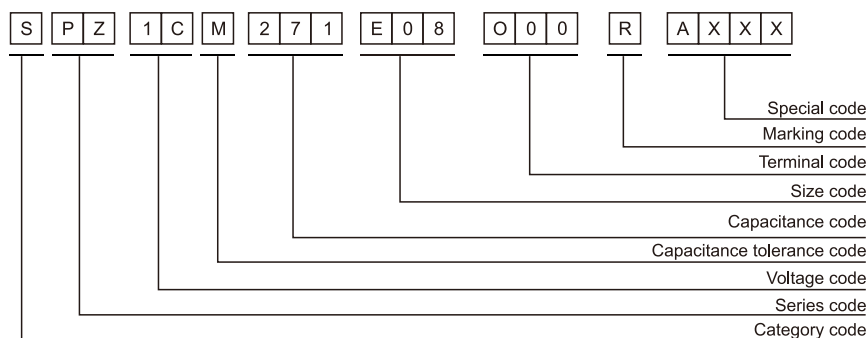 S P Z 1 C M 2 7 1 E 0 8 O 0 0 R A X X X
Special code
Marking code
Terminal code
Size code
Capacitance code
Capacitance tolerance code
Voltage code
Series code
Category code